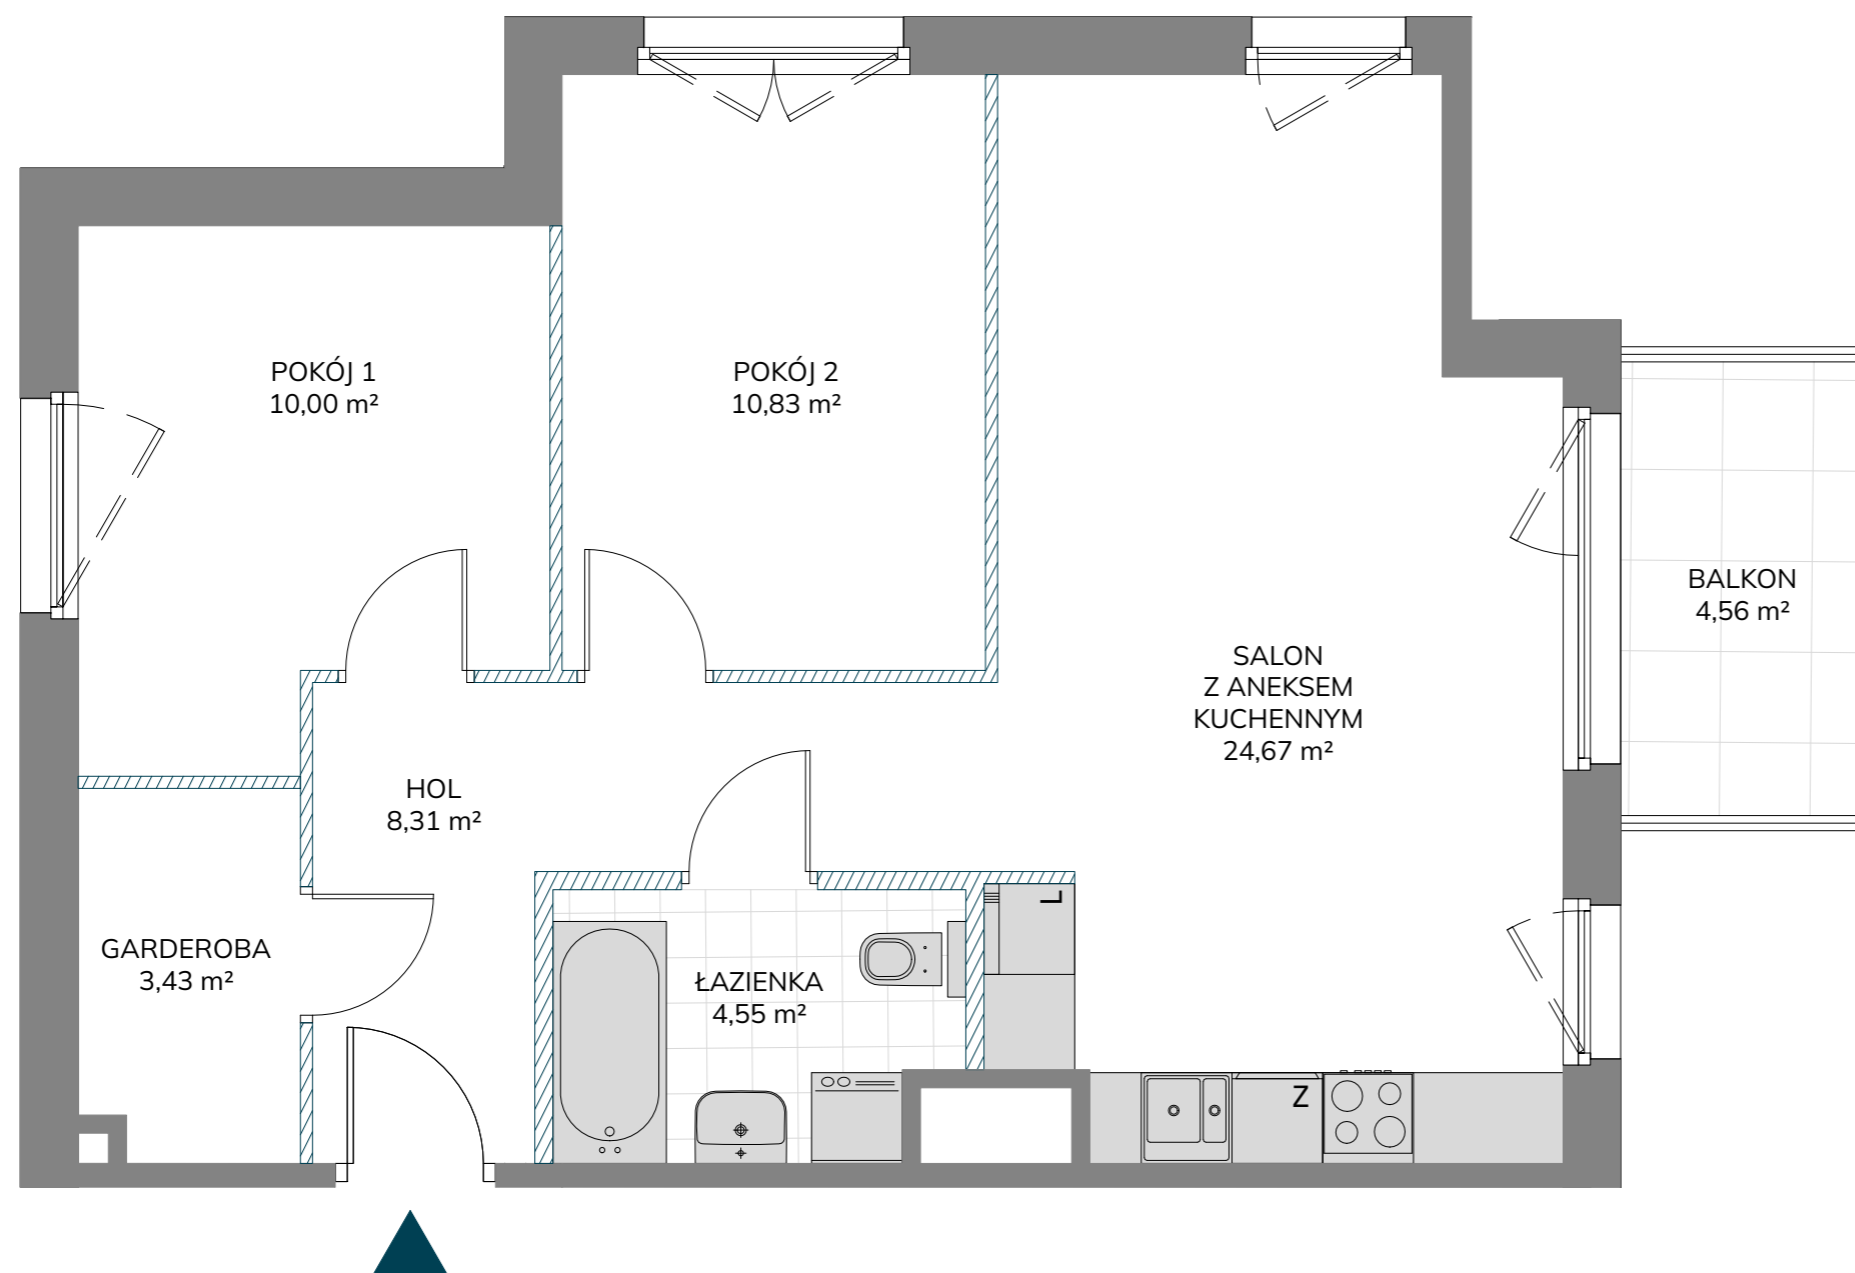 POKÓJ 1
10,00 m²
POKÓJ 2
10,83 m²
BALKON
4,56 m²
SALON
Z ANEKSEM
KUCHENNYM
24,67 m²
HOL
8,31 m²
L
GARDEROBA
3,43 m²
ŁAZIENKA
4,55 m²
Z